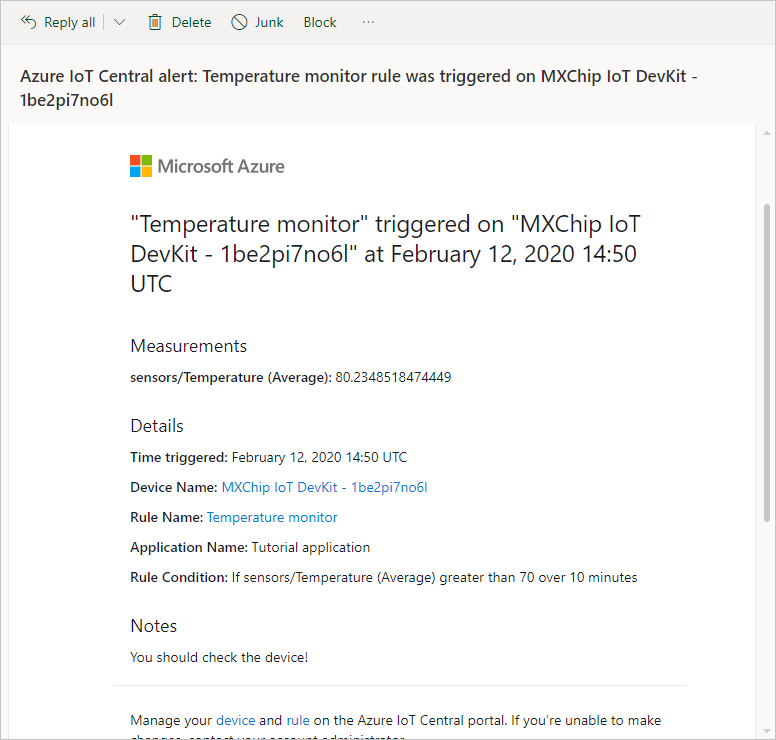 Reply all
Delete
Junk
Block
Azure IoT Central alert: Temperature monitor rule was triggered on MXChip IoT DevKit -
1be2pi7no6l
Microsoft Azure
"Temperature monitor" triggered on "MXChip IoT
DevKit - 1be2pi7no6l" at February 12, 2020 14:50
UTC
Measurements
sensors/Temperature (Average): 80.2348518474449
Details
Time triggered: February 12, 2020 14:50 UTC
Device Name: MXChip IoT DevKit - 1be2pi7no6l
Rule Name: Temperature monitor
Application Name: Tutorial application
Rule Condition: If sensors/Temperature (Average) greater than 70 over 10 minutes
Notes
You should check the device!
Manage your device and rule on the Azure IoT Central portal. If you're unable to make
changes, contact your account administrator.